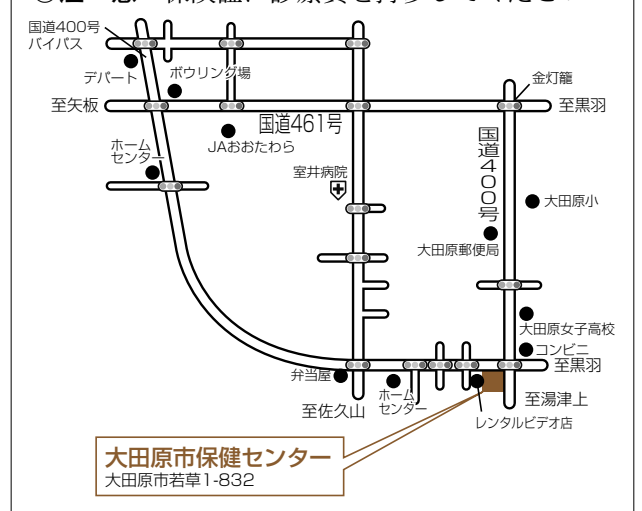 国道400号
バイパス
デパート
ボウリング場
金灯籠
至矢板
至黒羽
国道461号
JAおおたわら
ホーム
センター
室井病院
国道400号
大田原小
大田原郵便局
大田原女子高校
コンビニ
至黒羽
弁当屋
ホーム
センター
至佐久山
至湯津上
レンタルビデオ店
大田原市保健センター
大田原市若草1-832